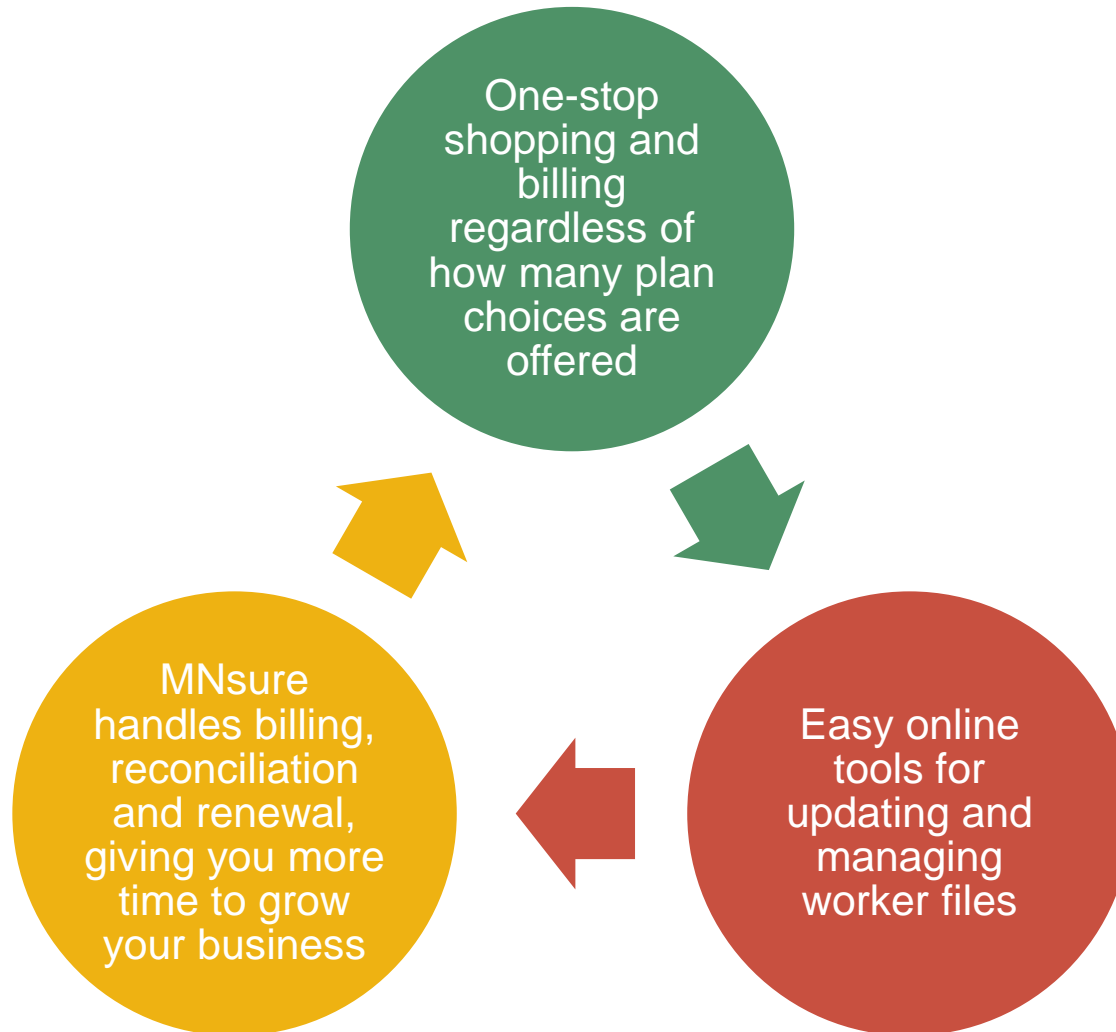 One-stop
shopping and
billing
regardless of
how many plan
choices are
offered
Easy online
tools for
updating and
managing
worker files
MNsure
handles billing,
reconciliation
and renewal,
giving you more
time to grow
your business